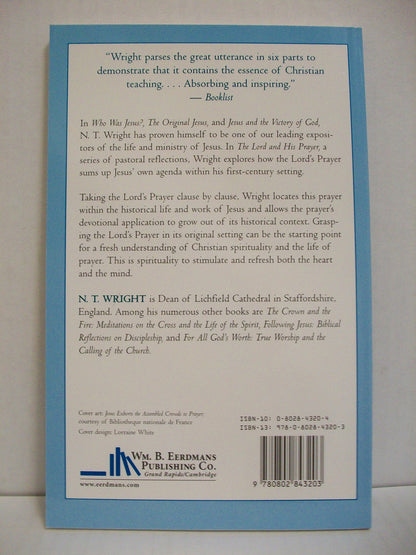 “Wright parses the great utterance in six parts to
demonstrate that it contains the essence of Christian
teaching. . . . Absorbing and inspiring.”
— Booklist
In Who Was Jesus?, The Original Jesus, and Jesus and the Victory of God,
N. T. Wright has proven himself to be one of our leading expos-
itors of the life and ministry of Jesus. In The Lord and His Prayer, a
series of pastoral reflections, Wright explores how the Lord’s Prayer
sums up Jesus’ own agenda within his first-century setting.
Taking the Lord’s Prayer clause by clause, Wright locates this prayer
within the historical life and work of Jesus and allows the prayer’s
devotional application to grow out of its historical context. Grasp-
ing the Lord’s Prayer in its original setting can be the starting point
for a fresh understanding of Christian spirituality and the life of
prayer. This is spirituality to stimulate and refresh both the heart
and the mind.
N. T. WRIGHT is Dean of Lichfield Cathedral in Staffordshire,
England. Among his numerous other books are The Crown and the
Fire: Meditations on the Cross and the Life of the Spirit, Following Jesus: Biblical
Reflections on Discipleship, and For All God’s Worth: True Worship and the
Calling of the Church.
Cover art: Jesus Exhorts the Assembled Crowds to Prayer;
courtesy of Bibliothèque nationale de France
Cover design: Lorraine White
WM. B. EERDMANS
PUBLISHING CO.
Grand Rapids/Cambridge
www.eerdmans.com
ISBN-10: 0-8028-4320-4
ISBN-13: 978-0-8028-4320-3
9 780802 843203